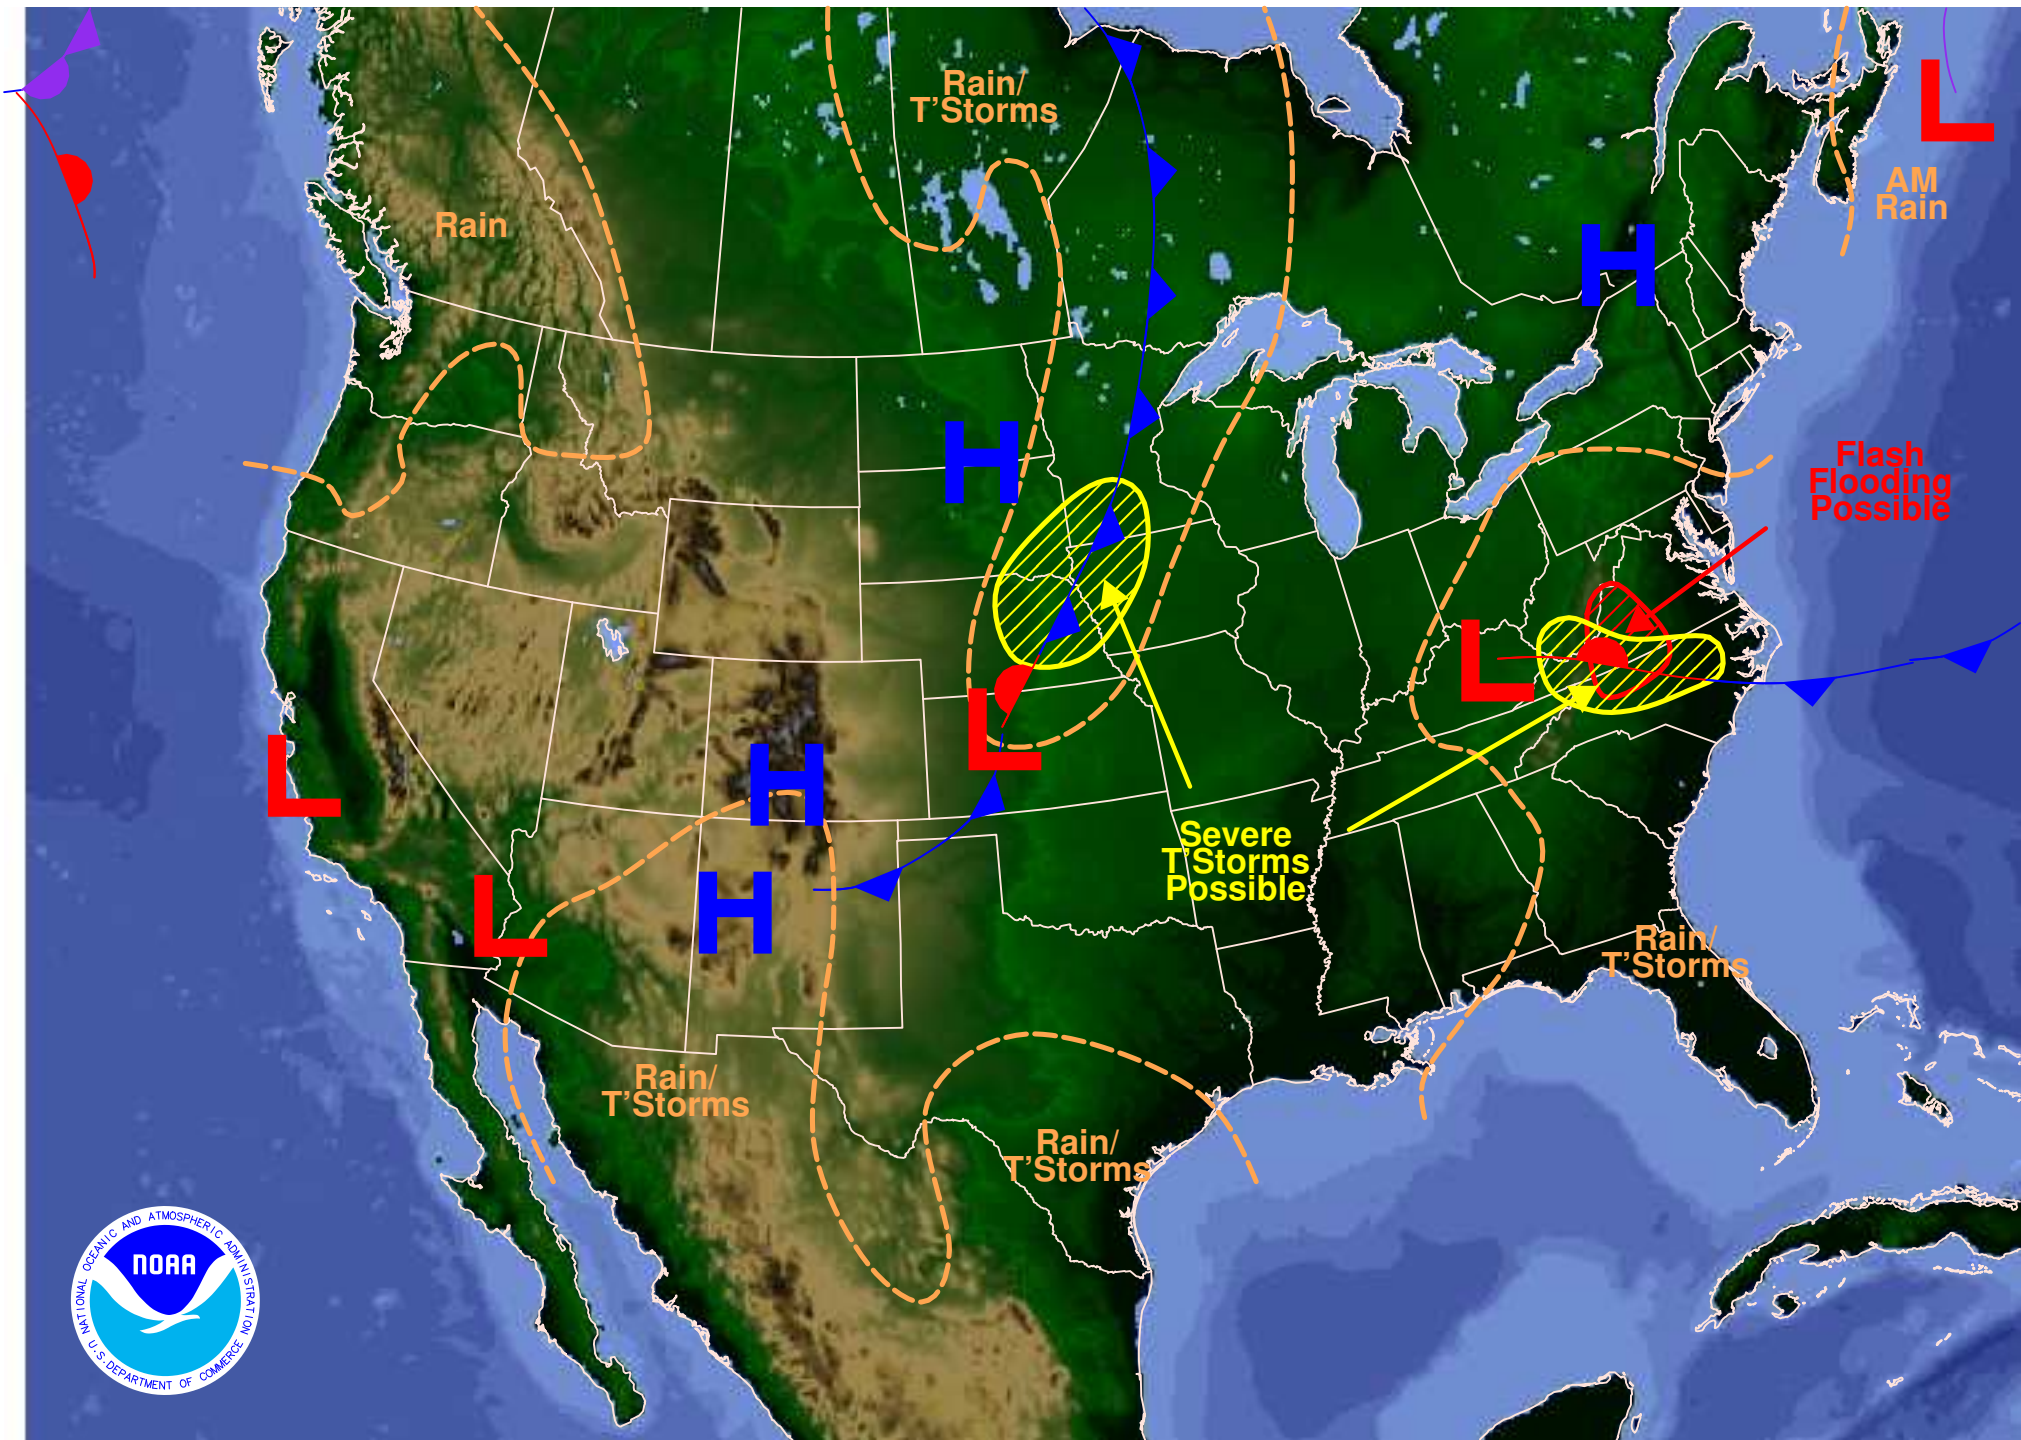 Rain/
T'Storms
AM
Rain
Rain
H
L
H
Flash
Flooding
Possible
L
L
L
H
Severe
T'Storms
Possible
L
H
Rain/
T'Storms
Rain/
T'Storms
Rain/
T'Storms
NATIONAL OCEANIC AND ATMOSPHERIC ADMINISTRATION
NOAA
U.S. DEPARTMENT OF COMMERCE